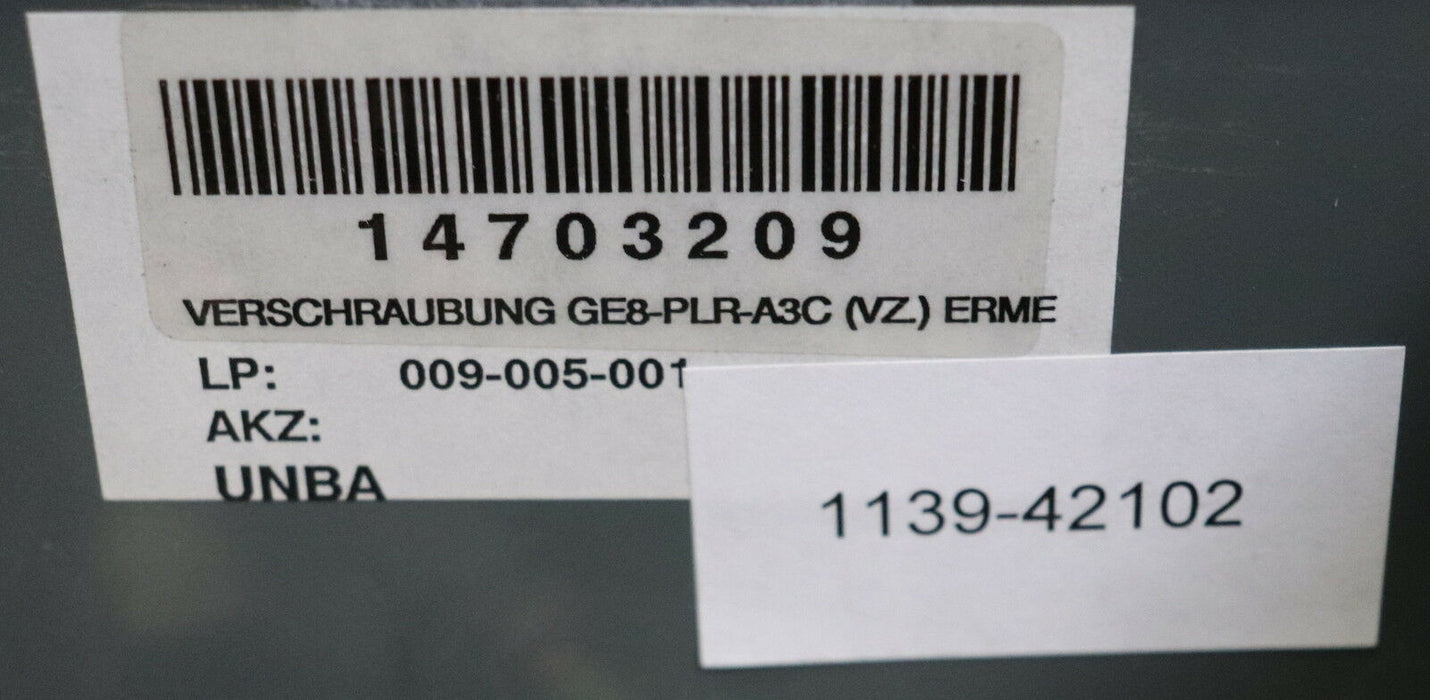 14703209
VERSCHRAUBUNG GE8-PLR-A3C (VZ.) ERME
LP: 009-005-001
AKZ:
UNBA
1139-42102